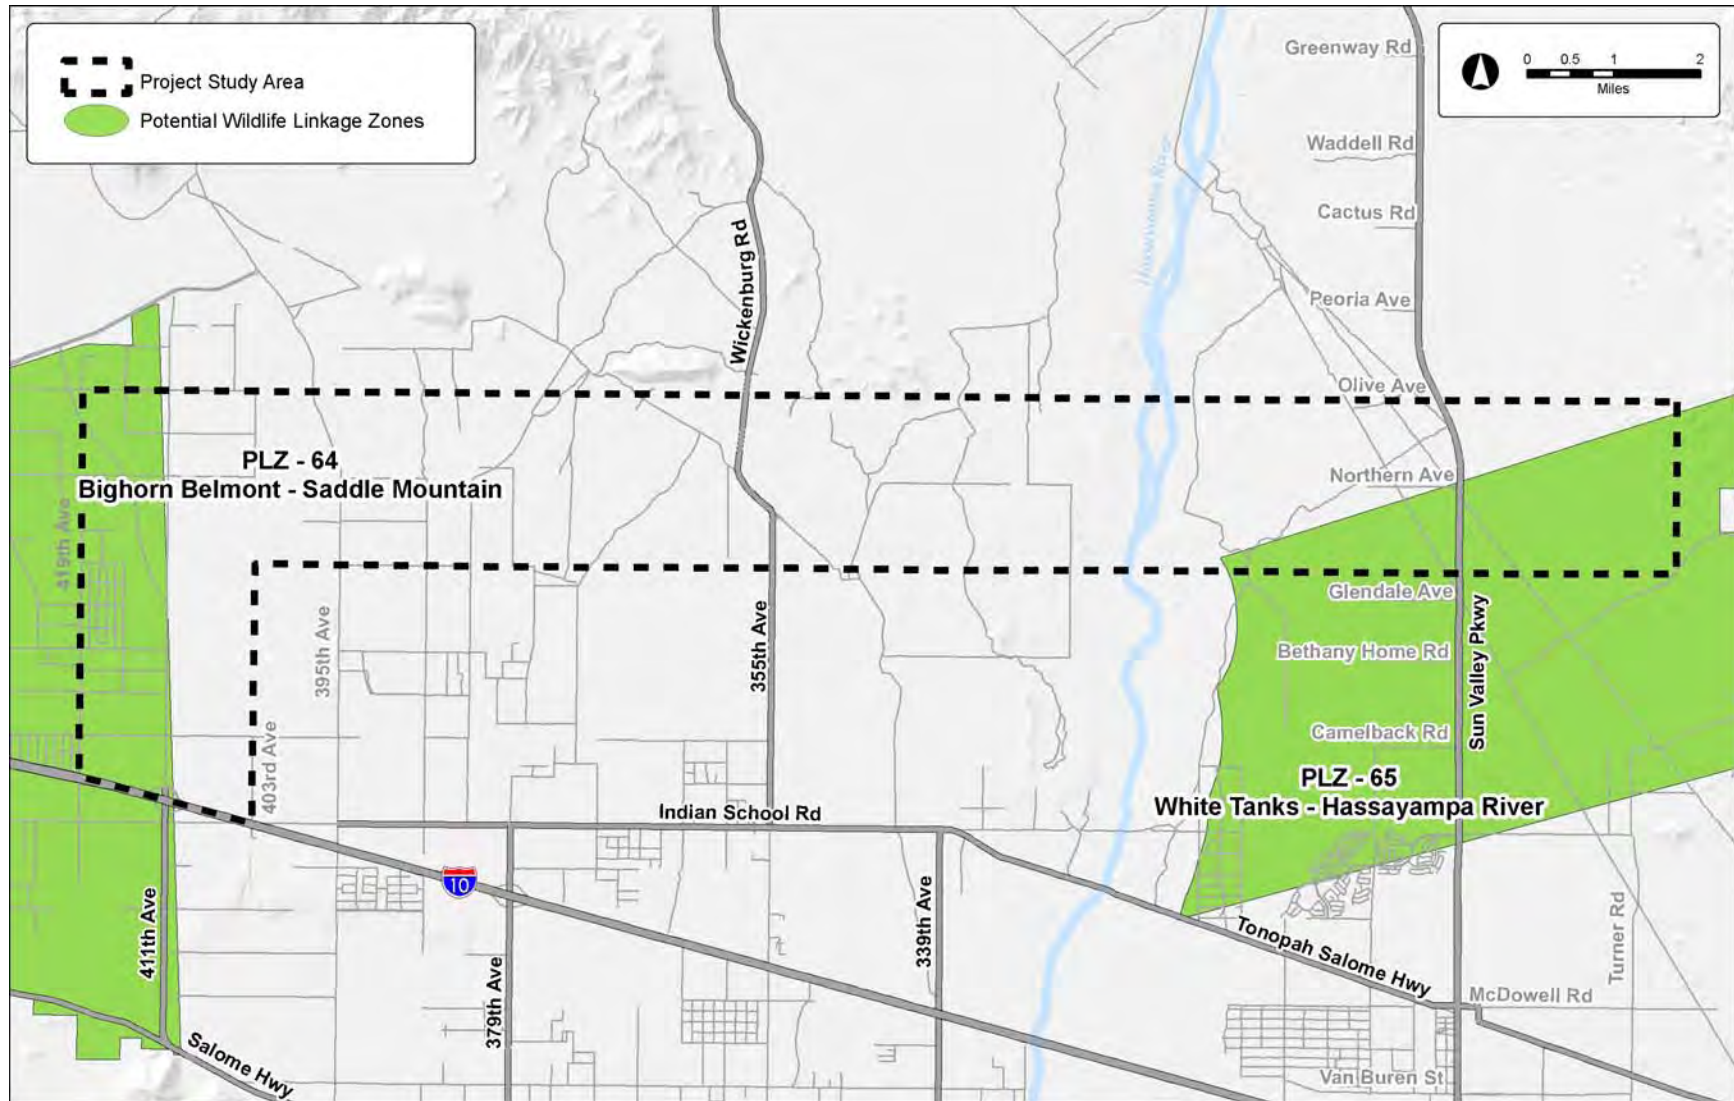 Project Study Area
Potential Wildlife Linkage Zones
0 0.5 1 2
Miles
Greenway Rd
Waddell Rd
Cactus Rd
Hassayampa River
Peoria Ave
Wickenburg Rd
Olive Ave
PLZ - 64
Bighorn Belmont - Saddle Mountain
Northern Ave
419th Ave
Glendale Ave
395th Ave
355th Ave
Bethany Home Rd
Sun Valley Pkwy
403rd Ave
Camelback Rd
PLZ - 65
White Tanks - Hassayampa River
Indian School Rd
10
411th Ave
339th Ave
Tonopah Salome Hwy
Turner Rd
379th Ave
McDowell Rd
Salome Hwy
Van Buren St